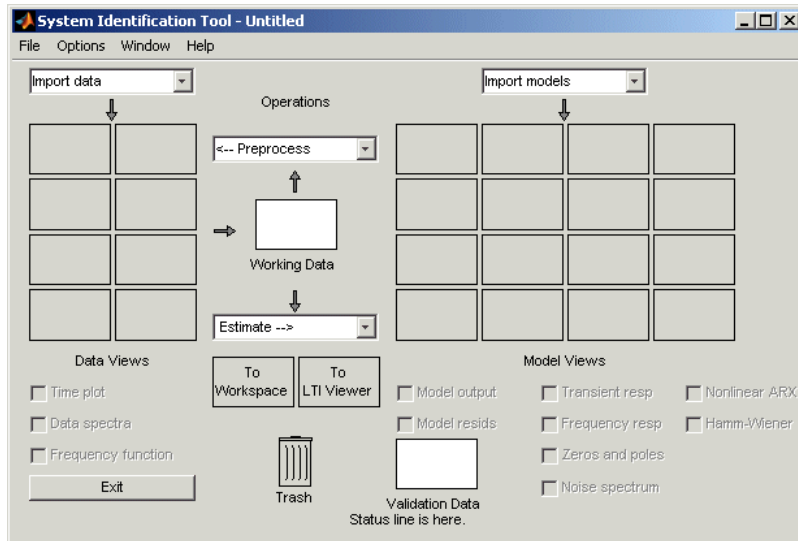 System Identification Tool - Untitled
File Options Window Help
Import data
Import models
Operations
<-- Preprocess
Working Data
Estimate -->
Data Views
To Workspace
To LTI Viewer
Model Views
Time plot
Data spectra
Frequency function
Model output
Model resids
Transient resp
Frequency resp
Zeros and poles
Noise spectrum
Nonlinear ARX
Hamm-Wiener
Exit
Trash
Validation Data
Status line is here.